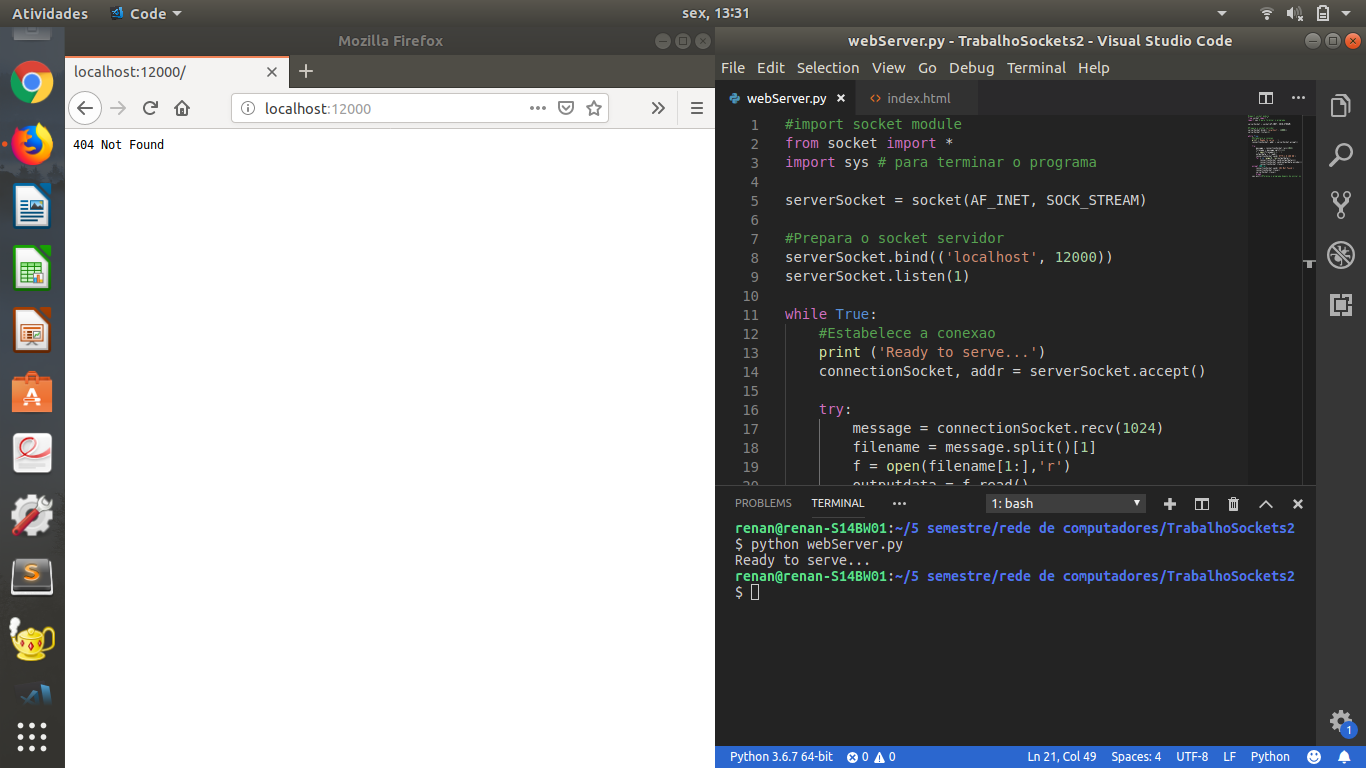 Atividades Code sex, 13:31
Mozilla Firefox
localhost:12000/
localhost:12000
404 Not Found
webServer.py - TrabalhoSockets2 - Visual Studio Code
File Edit Selection View Go Debug Terminal Help
webServer.py index.html
1 #import socket module
2 from socket import *
3 import sys # para terminar o programa
4
5 serverSocket = socket(AF_INET, SOCK_STREAM)
6
7 #Prepara o socket servidor
8 serverSocket.bind(('localhost', 12000))
9 serverSocket.listen(1)
10
11 while True:
12 #Estabelece a conexao
13 print ('Ready to serve...')
14 connectionSocket, addr = serverSocket.accept()
15
16 try:
17 message = connectionSocket.recv(1024)
18 filename = message.split()[1]
19 f = open(filename[1:],'r')
20 outputdata = f.read()
PROBLEMS TERMINAL ••• 1: bash
renan@renan-S14BW01:~/5 semestre/rede de computadores/TrabalhoSockets2
$ python webServer.py
Ready to serve...
renan@renan-S14BW01:~/5 semestre/rede de computadores/TrabalhoSockets2
$
1
Python 3.6.7 64-bit 0 0 Ln 21, Col 49 Spaces: 4 UTF-8 LF Python